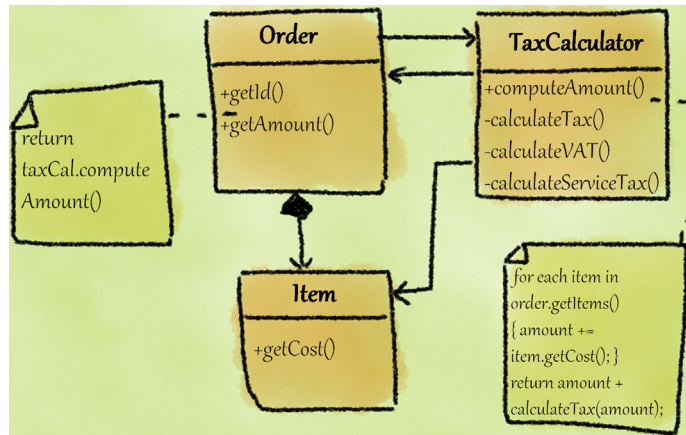 Order
+getId()
+getAmount()
TaxCalculator
+computeAmount()
-calculateTax()
-calculateVAT()
-calculateServiceTax()
return
taxCal.compute
Amount()
Item
+getCost()
for each item in
order.getItems()
{ amount +=
item.getCost(); }
return amount +
calculateTax(amount);